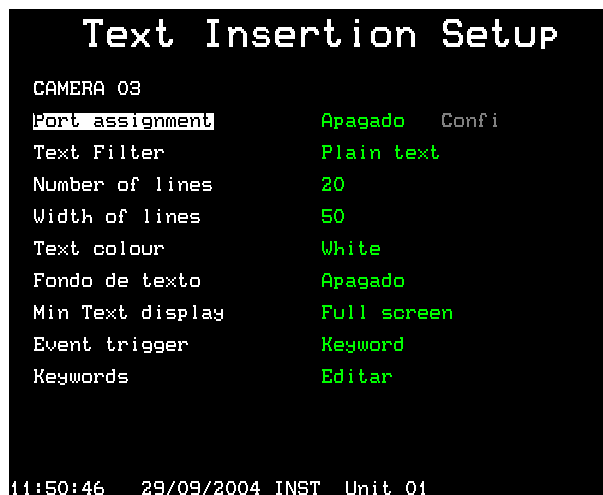 Text Insertion Setup
CAMERA 03
Port assignment Apagado Confi
Text Filter Plain text
Number of lines 20
Width of lines 50
Text colour White
Fondo de texto Apagado
Min Text display Full screen
Event trigger Keyword
Keywords Editar
11:50:46 29/09/2004 INST Unit 01